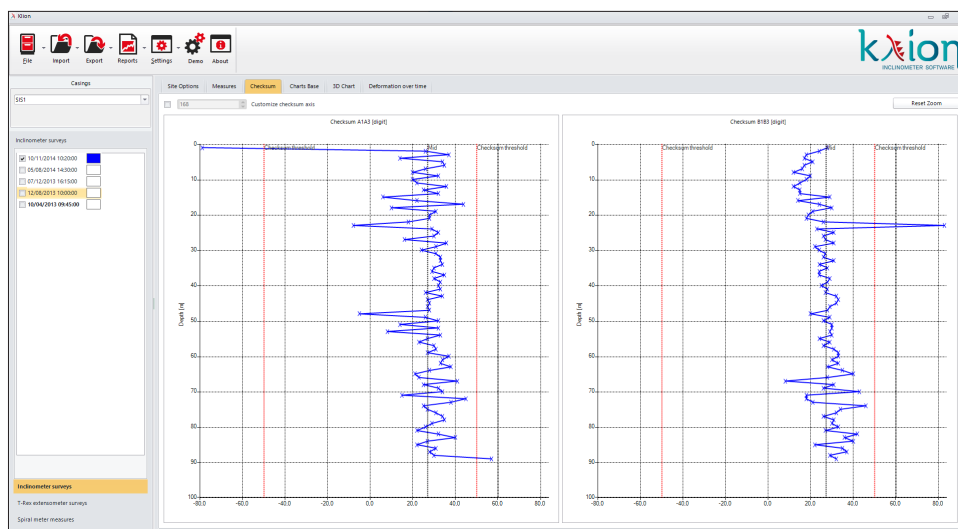 Klion
File
Import
Export
Reports
Settings
Demo
About
kλion
INCLINOMETER SOFTWARE
Casings
SIS1
Inclinometer surveys
10/11/2014 10:20:00
05/08/2014 14:30:00
07/12/2013 16:15:00
12/08/2013 10:00:00
10/04/2013 09:45:00
Inclinometer surveys
T-Rex extensometer surveys
Spiral meter measures
Site Options
Measures
Checksum
Charts Base
3D Chart
Deformation over time
168
Customize checksum axis
Reset Zoom
Checksum A1A3 [digit]
Checksum threshold
Mid
Checksum threshold
Depth [m]
0
10
20
30
40
50
60
70
80
90
100
-80.0
-60.0
-40.0
-20.0
0.0
20.0
40.0
60.0
80.0
Checksum B1B3 [digit]
Checksum threshold
Mid
Checksum threshold
Depth [m]
0
10
20
30
40
50
60
70
80
90
100
-80.0
-60.0
-40.0
-20.0
0.0
20.0
40.0
60.0
80.0